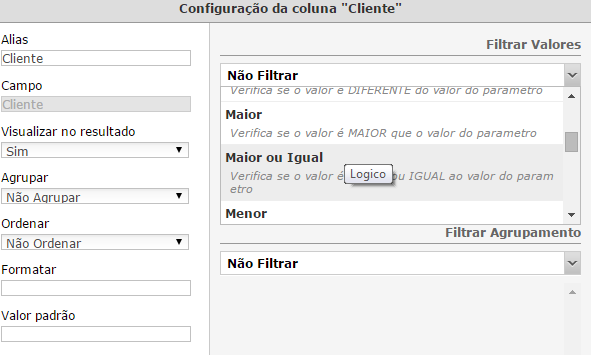 Configuração da coluna "Cliente"
Alias
Cliente
Campo
Cliente
Visualizar no resultado
Sim
Agrupar
Não Agrupar
Ordenar
Não Ordenar
Formatar
Valor padrão
Filtrar Valores
Não Filtrar
Verifica se o valor é DIFERENTE do valor do parametro
Maior
Verifica se o valor é MAIOR que o valor do parametro
Maior ou Igual
Verifica se o valor é ou IGUAL ao valor do param
etro
Logico
Menor
Filtrar Agrupamento
Não Filtrar